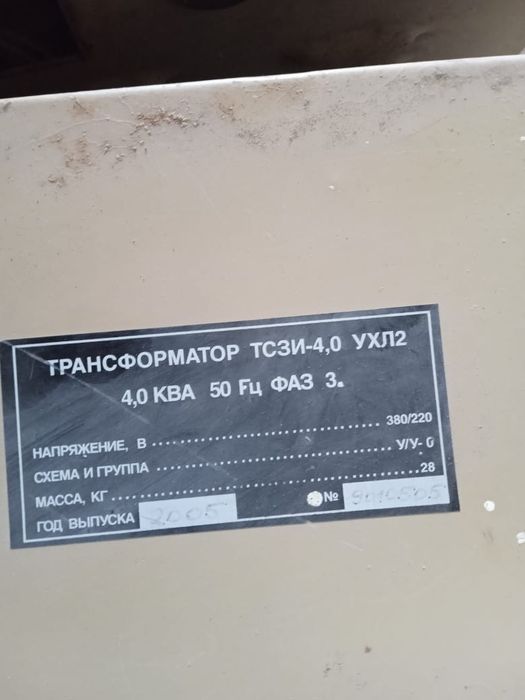 ТРАНСФОРМАТОР ТСЗИ-4,0 УХЛ2
4,0 КВА 50 Гц ФАЗ 3.
НАПРЯЖЕНИЕ, В 380/220
СХЕМА И ГРУППА У/У- 0
МАССА, КГ 28
ГОД ВЫПУСКА 2005 №